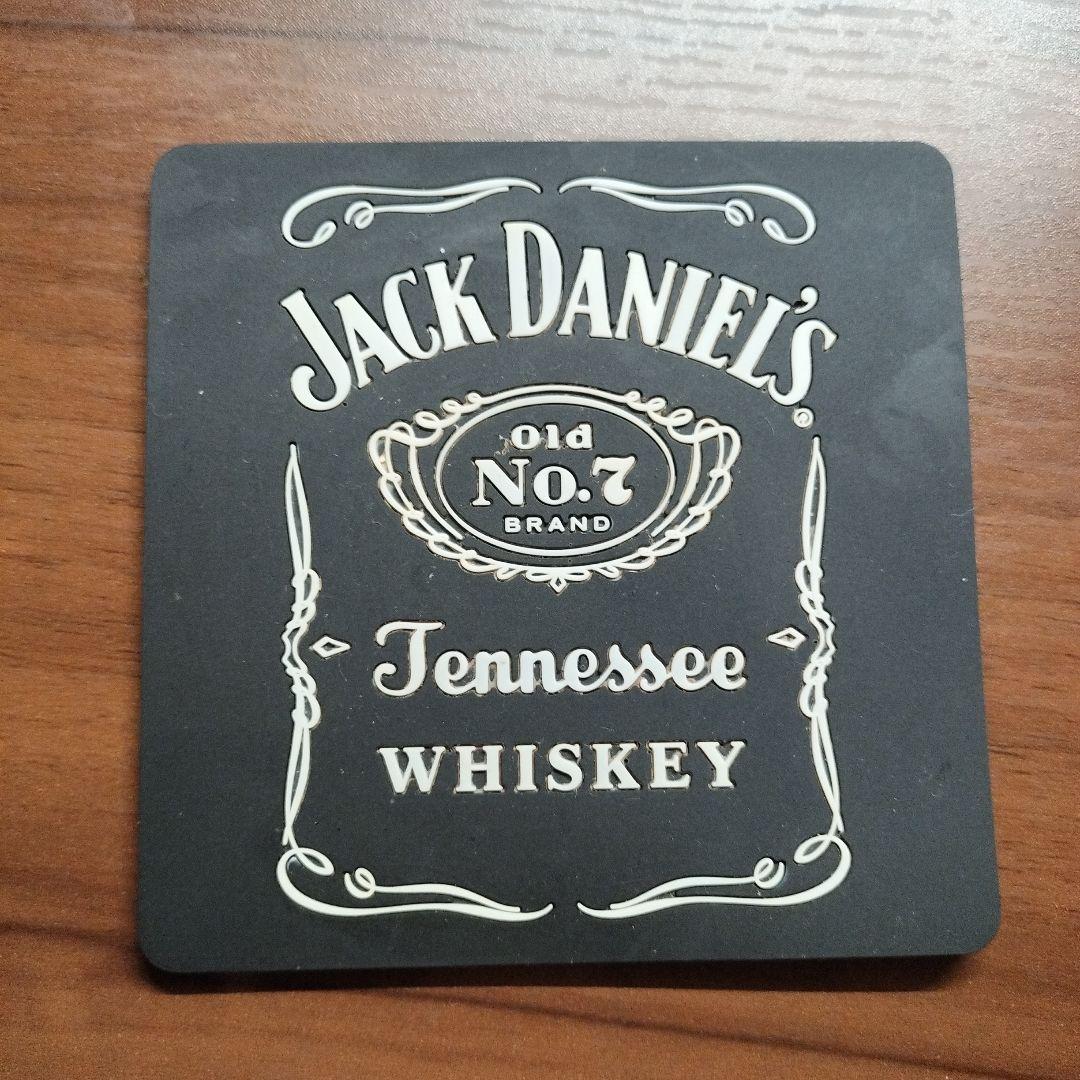 JACK DANIEL'S
Old
No.7
BRAND
Tennessee
WHISKEY